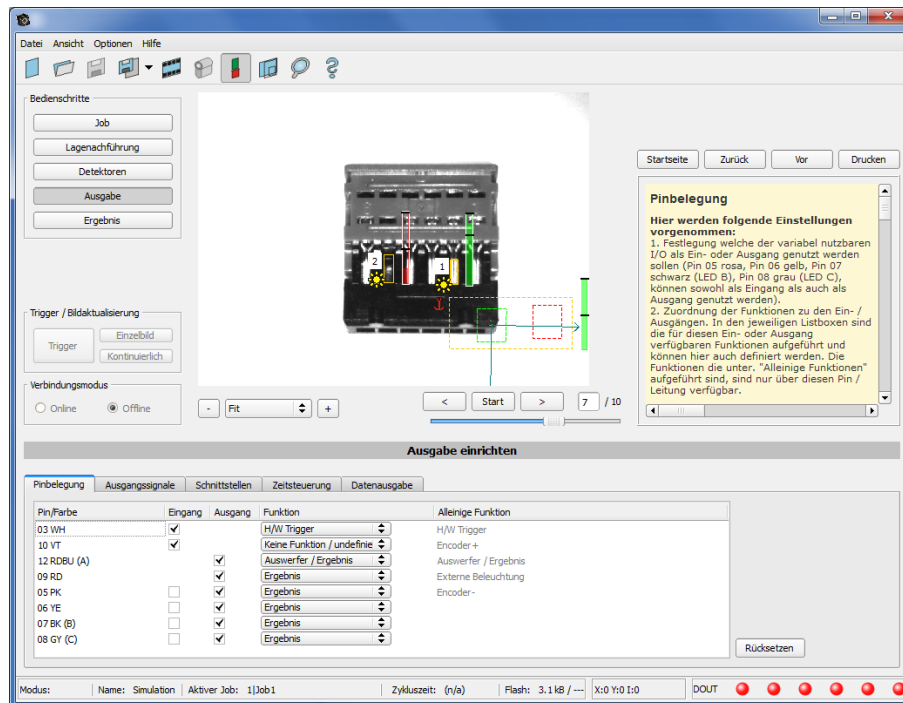 Datei Ansicht Optionen Hilfe
Bedienschritte
Job
Lagenachführung
Detektoren
Ausgabe
Ergebnis
Trigger / Bildaktualisierung
Trigger
Einzelbild
Kontinuierlich
Verbindungsmodus
Online Offline
2
1
- Fit +
< Start > 7 / 10
Startseite Zurück Vor Drucken
Pinbelegung
Hier werden folgende Einstellungen
vorgenommen:
1. Festlegung welche der variabel nutzbaren
I/O als Ein- oder Ausgang genutzt werden
sollen (Pin 05 rosa, Pin 06 gelb, Pin 07
schwarz (LED B), Pin 08 grau (LED C),
können sowohl als Eingang als auch als
Ausgang genutzt werden).
2. Zuordnung der Funktionen zu den Ein- /
Ausgängen. In den jeweiligen Listboxen sind
die für diesen Ein- oder Ausgang
verfügbaren Funktionen aufgeführt und
können hier auch definiert werden. Die
Funktionen die unter. "Alleinige Funktionen"
aufgeführt sind, sind nur über diesen Pin /
Leitung verfügbar.
Ausgabe einrichten
Pinbelegung Ausgangssignale Schnittstellen Zeitsteuerung Datenausgabe
Pin/Farbe Eingang Ausgang Funktion Alleinige Funktion
03 WH H/W Trigger H/W Trigger
10 VT Keine Funktion / undefinie Encoder+
12 RDBU (A) Auswerfer / Ergebnis Auswerfer / Ergebnis
09 RD Ergebnis Externe Beleuchtung
05 PK Ergebnis Encoder-
06 YE Ergebnis
07 BK (B) Ergebnis
08 GY (C) Ergebnis
Rücksetzen
Modus: Name: Simulation Aktiver Job: 1|Job1 Zykluszeit: (n/a) Flash: 3.1 kB / --- X:0 Y:0 I:0 DOUT